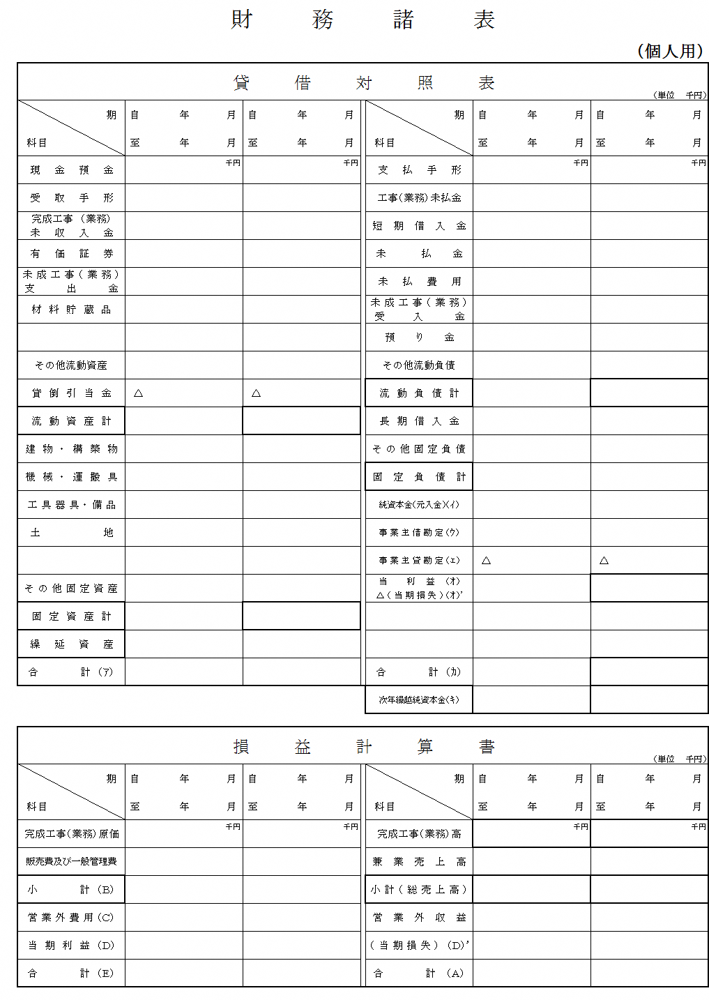 財務諸表
（個人用）
貸借対照表
（単位　千円）
期 自 年 月 自 年 月 期 自 年 月 自 年 月
科目 至 年 月 至 年 月 科目 至 年 月 至 年 月
現金預金 千円 千円 支払手形 千円 千円
受取手形 工事（業務）未払金
完成工事（業務）
未収入金 短期借入金
有価証券 未払金
未成工事（業務）
支出金 未払費用
材料貯蔵品 未成工事（業務）
受入金
預り金
その他流動資産 その他流動負債
貸倒引当金 △ △ 流動負債計
流動資産計 長期借入金
建物・構築物 その他固定負債
機械・運搬具 固定負債計
工具器具・備品 純資本金（元入金）（ｲ）
土地 事業主借勘定（ｳ）
事業主貸勘定（ｴ） △ △
その他固定資産 当利益（ｵ）
△（当期損失）（ｵ）’
固定資産計
繰延資産
合計（ｱ） 合計（ｶ）
次年繰越純資本金（ｷ）
損益計算書
（単位　千円）
期 自 年 月 自 年 月 期 自 年 月 自 年 月
科目 至 年 月 至 年 月 科目 至 年 月 至 年 月
完成工事（業務）原価 千円 千円 完成工事（業務）高 千円 千円
販売費及び一般管理費 兼業売上高
小計（B） 小計（総売上高）
営業外費用（C） 営業外収益
当期利益（D） （当期損失）（D）’
合計（E） 合計（A）